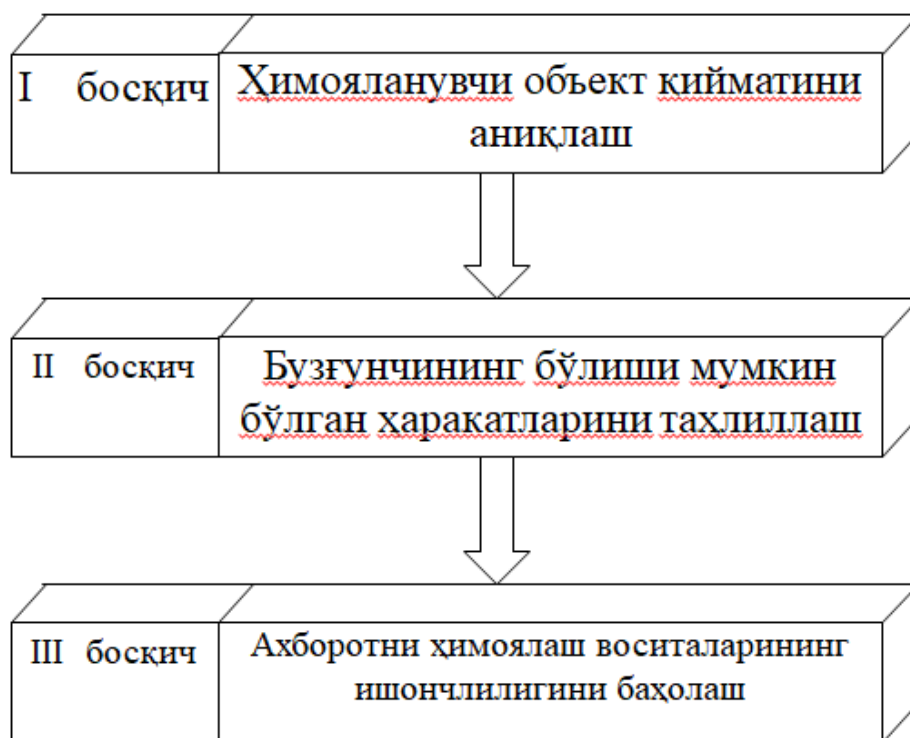 I босқич
Ҳимояланувчи объект қийматини
аниқлаш
II босқич
Бузғунчининг бўлиши мумкин
бўлган ҳаракатларини таҳлиллаш
III босқич
Ахборотни ҳимоялаш воситаларининг
ишончлилигини баҳолаш